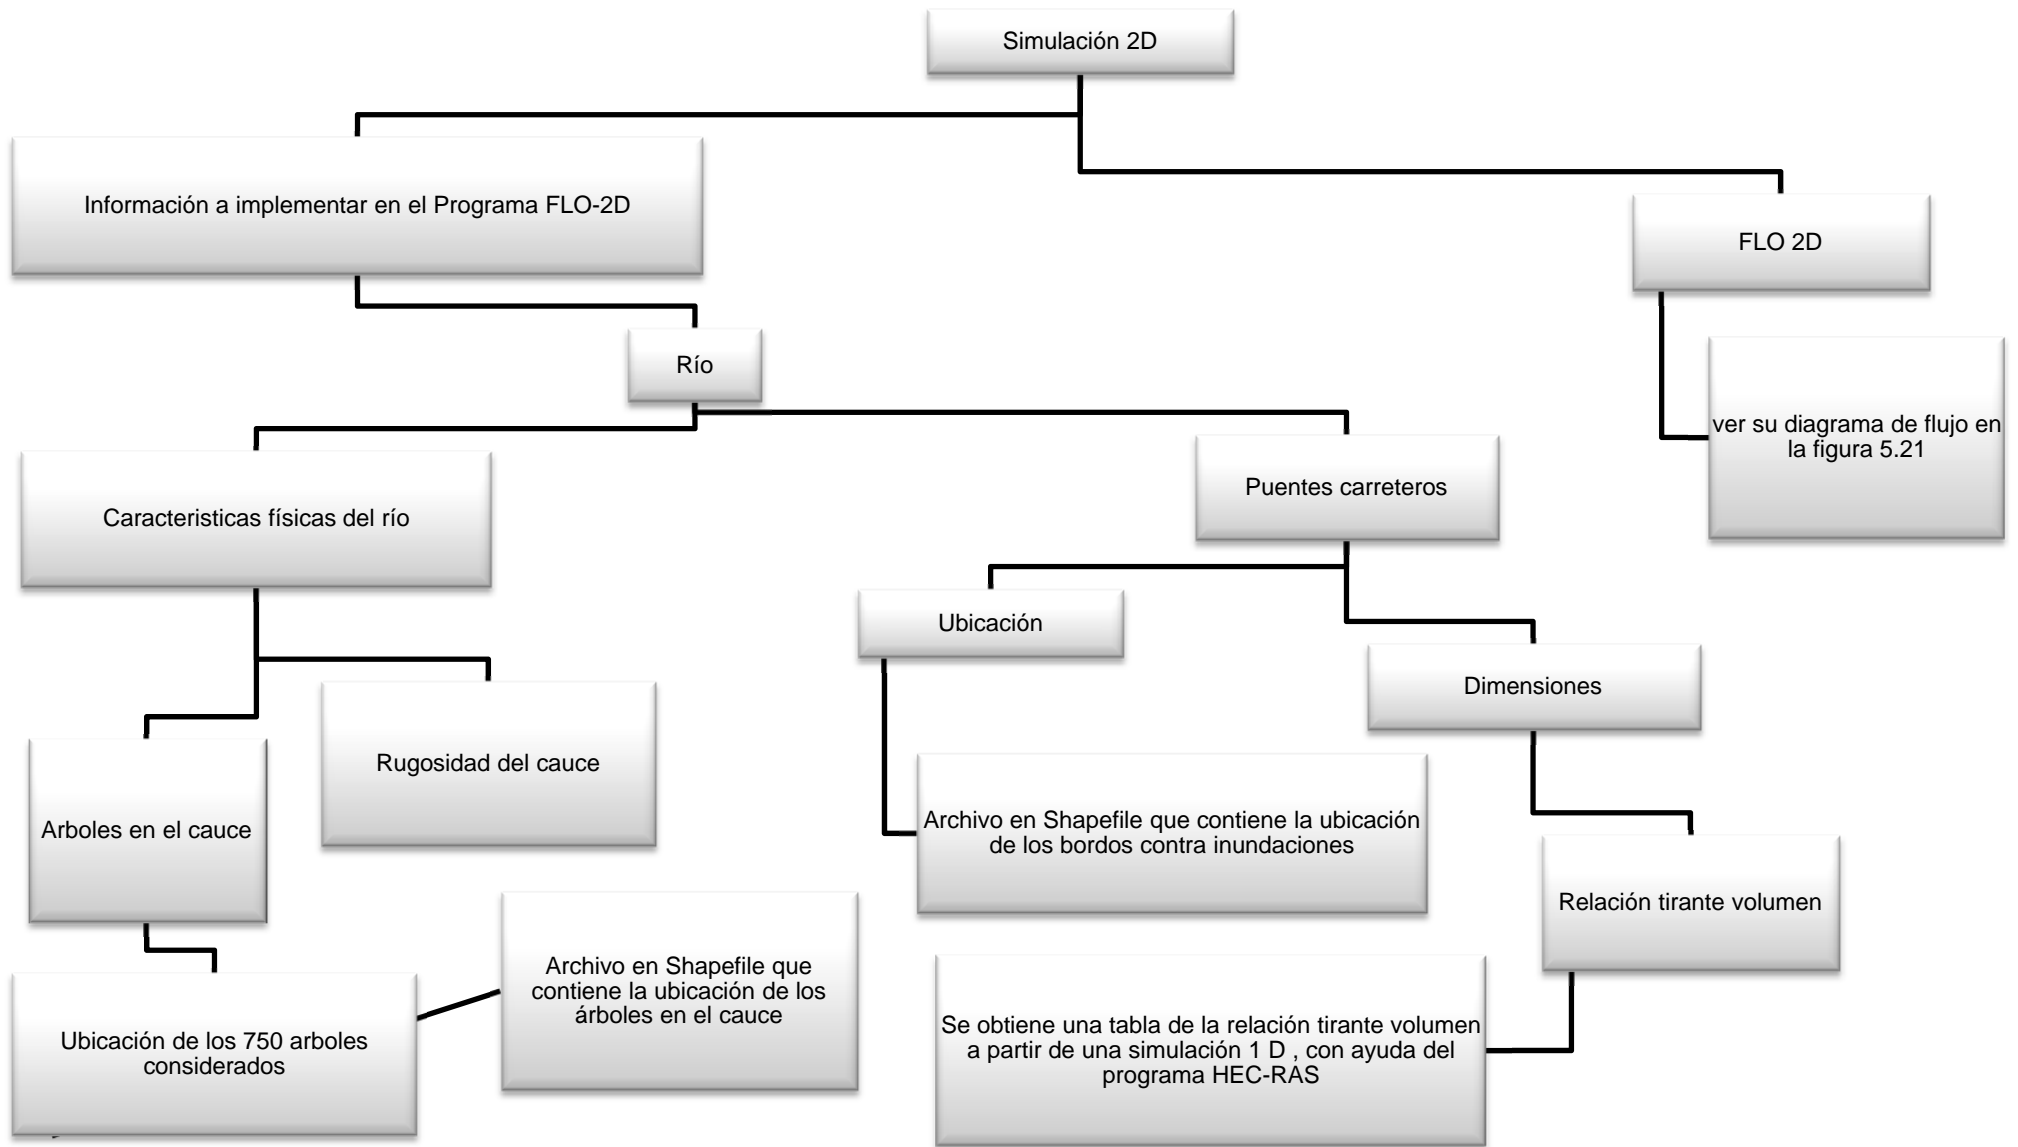 Simulación 2D
Información a implementar en el Programa FLO-2D
FLO 2D
ver su diagrama de flujo en
la figura 5.21
Río
Caracteristicas físicas del río
Puentes carreteros
Ubicación
Dimensiones
Rugosidad del cauce
Arboles en el cauce
Archivo en Shapefile que contiene la ubicación
de los bordos contra inundaciones
Relación tirante volumen
Archivo en Shapefile que
contiene la ubicación de los
árboles en el cauce
Ubicación de los 750 arboles
considerados
Se obtiene una tabla de la relación tirante volumen
a partir de una simulación 1 D , con ayuda del
programa HEC-RAS